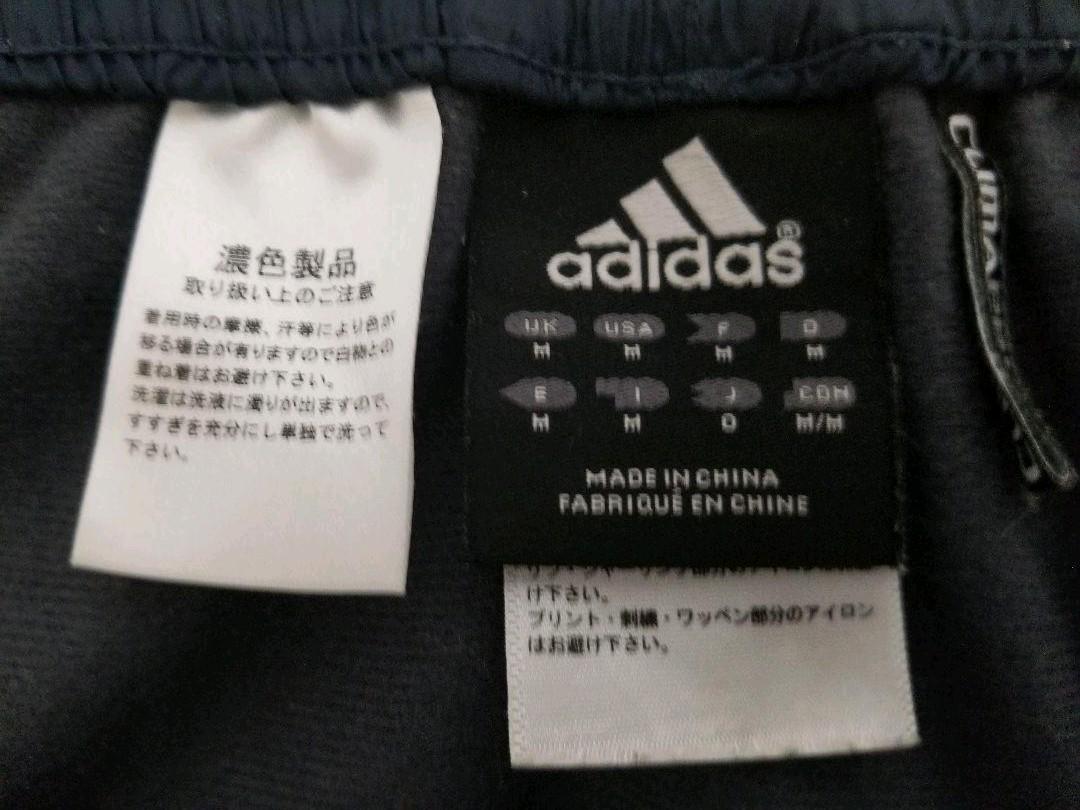 濃色製品
取り扱い上のご注意
着用時の摩擦、汗等により色が
移る場合が有りますので白物との
重ね着はお避け下さい。
洗濯は洗液に濁りが出ますので、
すすぎを充分にし単独で洗って
下さい。
adidas®
UK USA F D
M M M M
E I J CDN
M M O M/M
MADE IN CHINA
FABRIQUÉ EN CHINE
け下さい。
プリント・刺繍・ワッペン部分のアイロン
はお避け下さい。